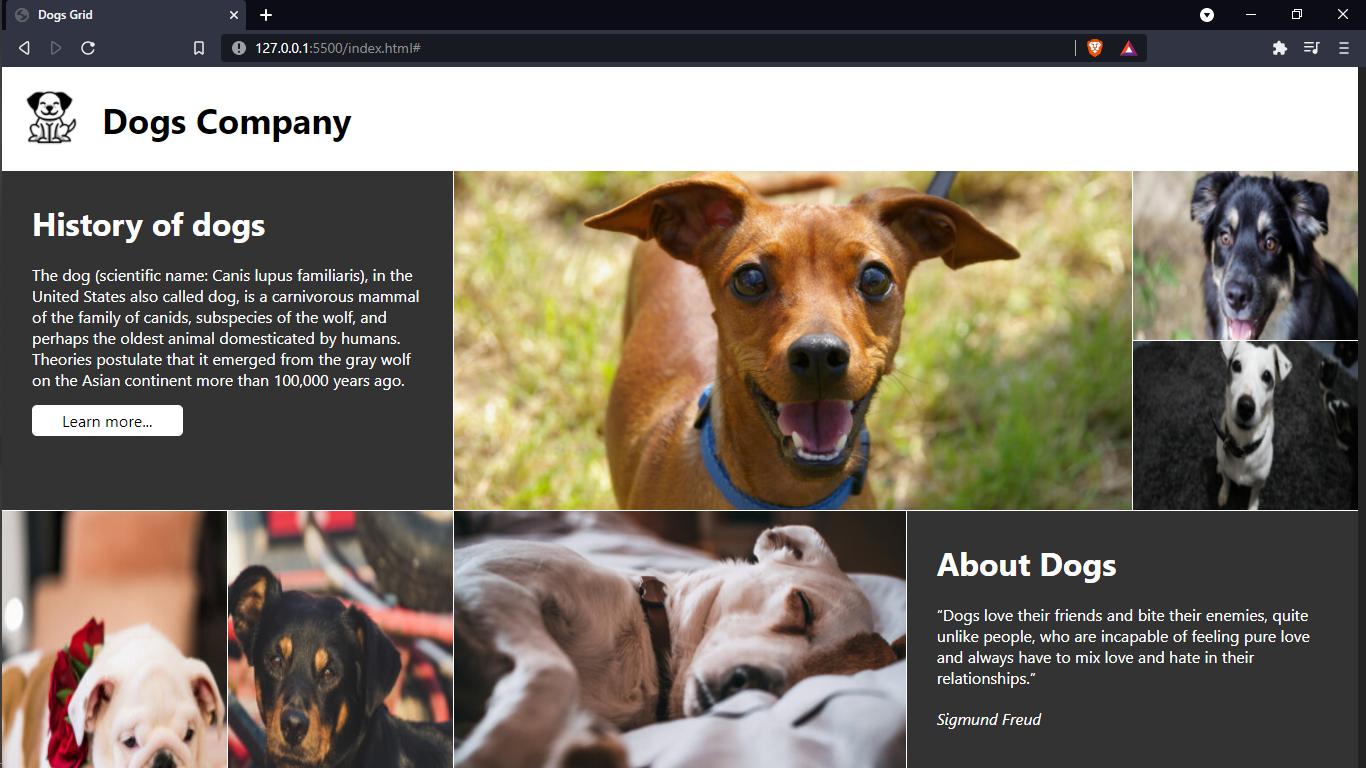 Dogs Grid
127.0.0.1:5500/index.html#
Dogs Company
History of dogs
The dog (scientific name: Canis lupus familiaris), in the
United States also called dog, is a carnivorous mammal
of the family of canids, subspecies of the wolf, and
perhaps the oldest animal domesticated by humans.
Theories postulate that it emerged from the gray wolf
on the Asian continent more than 100,000 years ago.
Learn more...
About Dogs
“Dogs love their friends and bite their enemies, quite
unlike people, who are incapable of feeling pure love
and always have to mix love and hate in their
relationships.”
Sigmund Freud